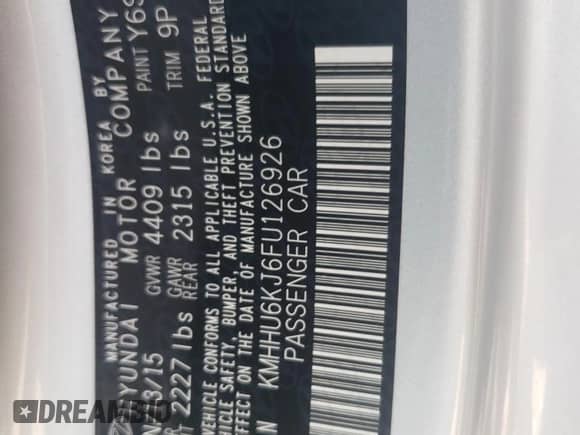 MANUFACTURED IN KOREA BY
HYUNDAI MOTOR COMPANY
3/15 GVWR 4409 lbs PAINT Y6S
2227 lbs GAWR REAR 2315 lbs TRIM 9P
VEHICLE CONFORMS TO ALL APPLICABLE U.S.A. FEDERAL
VEHICLE SAFETY, BUMPER, AND THEFT PREVENTION STANDARD
EFFECT ON THE DATE OF MANUFACTURE SHOWN ABOVE
KMHHU6KJ6FU126926
PASSENGER CAR
DREAMBID